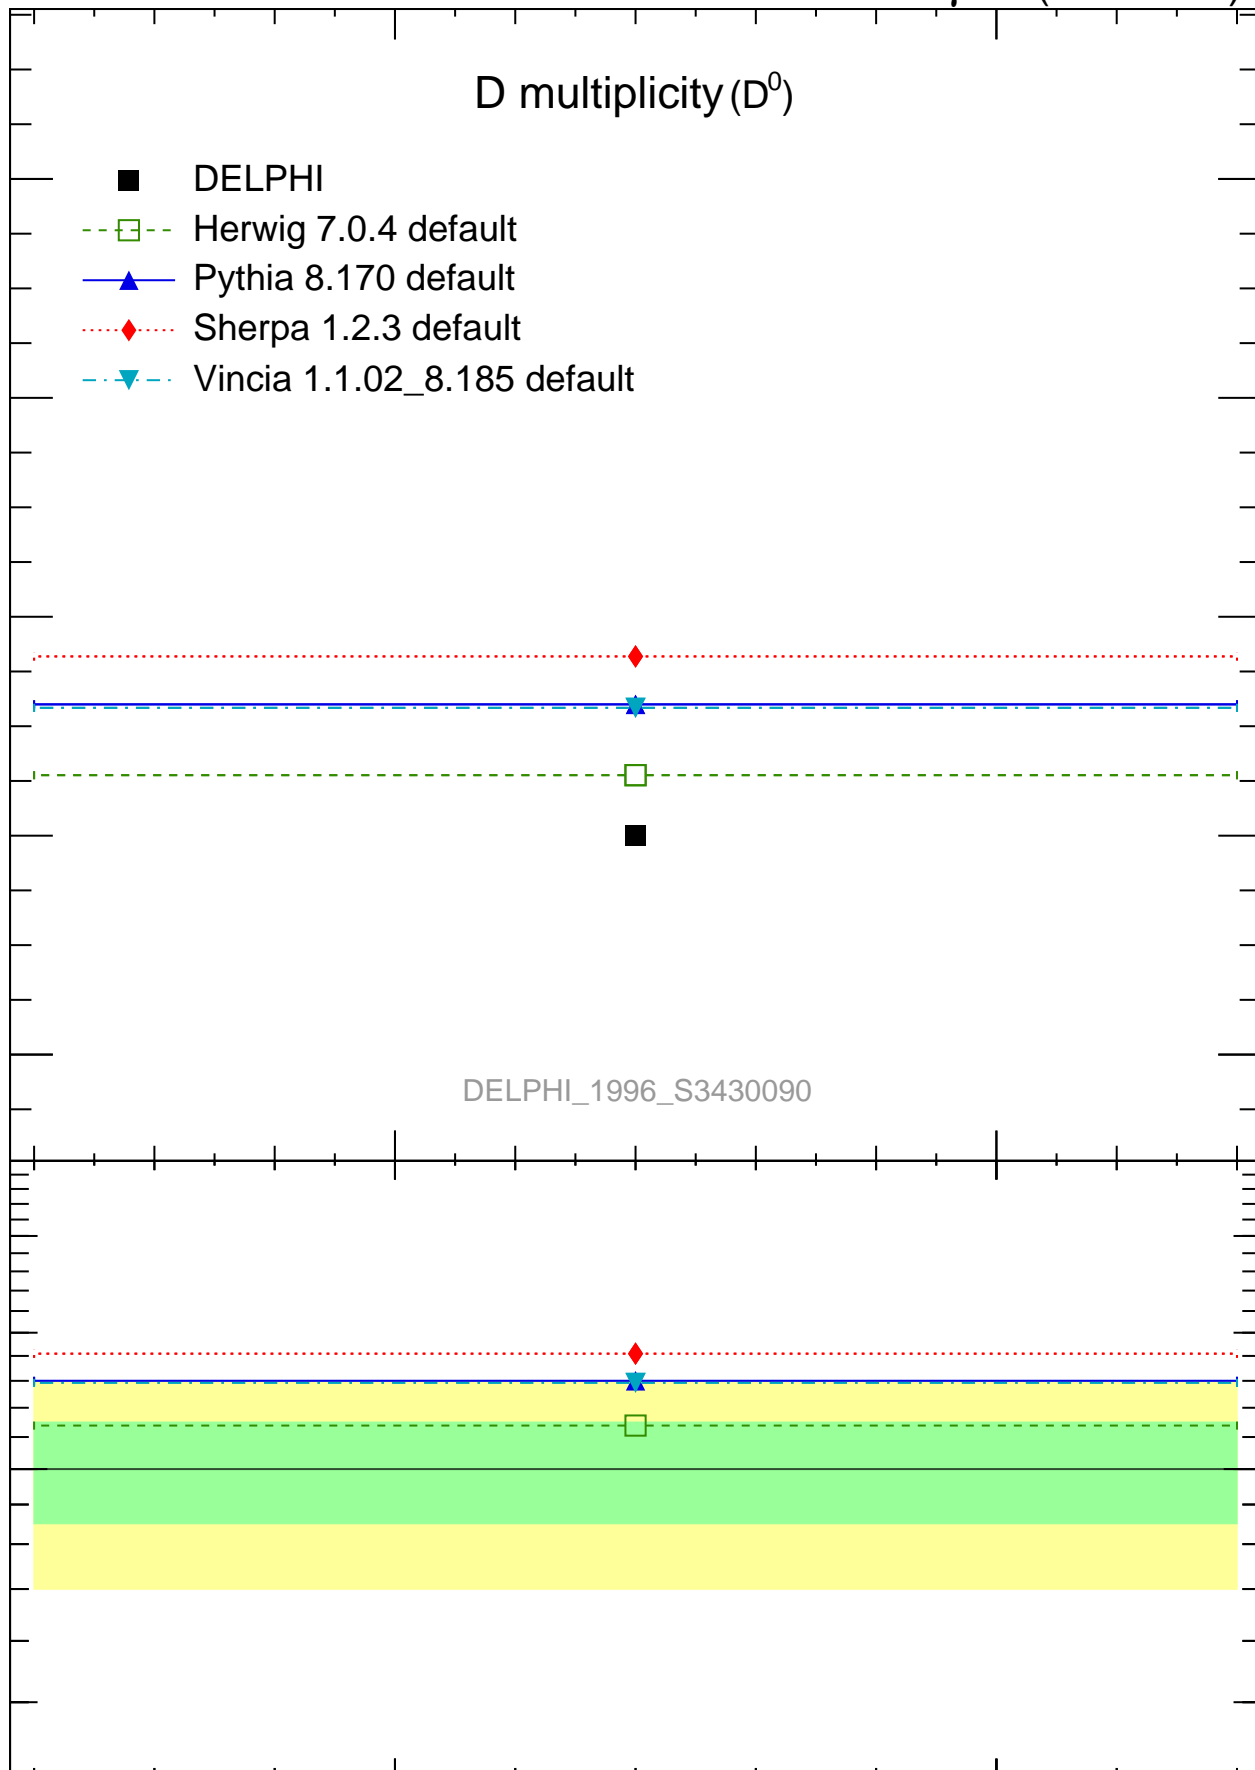 D multiplicity (D⁰)
DELPHI
Herwig 7.0.4 default
Pythia 8.170 default
Sherpa 1.2.3 default
Vincia 1.1.02_8.185 default
DELPHI_1996_S3430090